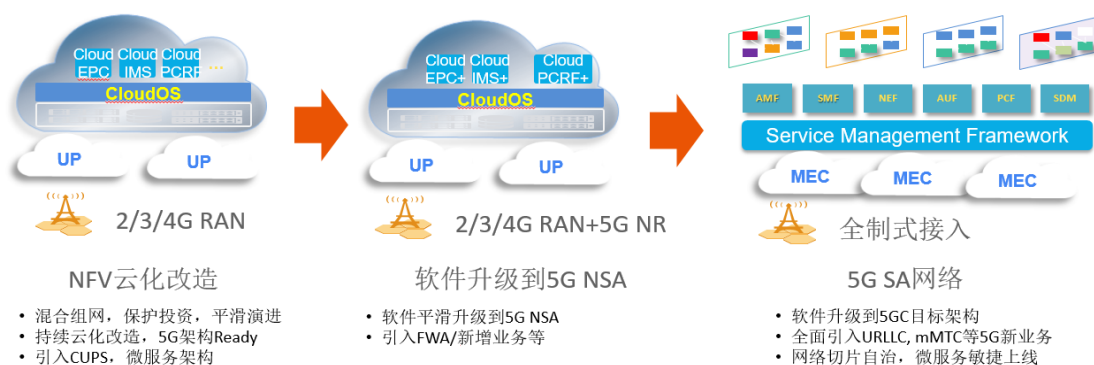 Cloud EPC
Cloud IMS
Cloud PCRF
...
CloudOS
UP
UP
2/3/4G RAN
NFV云化改造
• 混合组网，保护投资，平滑演进
• 持续云化改造，5G架构Ready
• 引入CUPS，微服务架构
Cloud EPC+
Cloud IMS+
Cloud PCRF+
CloudOS
UP
UP
2/3/4G RAN+5G NR
软件升级到5G NSA
• 软件平滑升级到5G NSA
• 引入FWA/新增业务等
AMF
SMF
NEF
AUF
PCF
SDM
Service Management Framework
MEC
MEC
MEC
全制式接入
5G SA网络
• 软件升级到5GC目标架构
• 全面引入URLLC, mMTC等5G新业务
• 网络切片自治，微服务敏捷上线